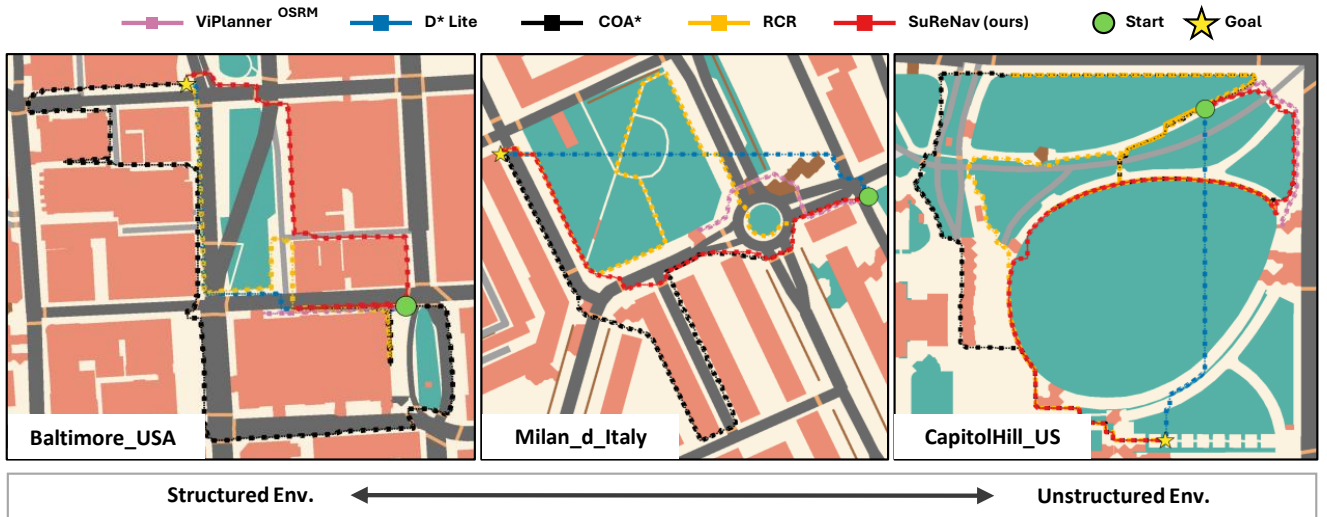 ViPlanner OSRM D* Lite COA* RCR SuReNav (ours) Start Goal
Baltimore_USA Milan_d_Italy CapitolHill_US
Structured Env. Unstructured Env.